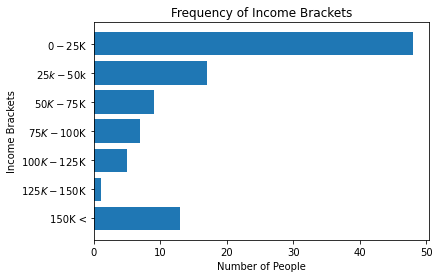 Frequency of Income Brackets
Income Brackets
0 − 25K
25k − 50k
50K − 75K
75K − 100K
100K − 125K
125K − 150K
150K <
0 10 20 30 40 50
Number of People